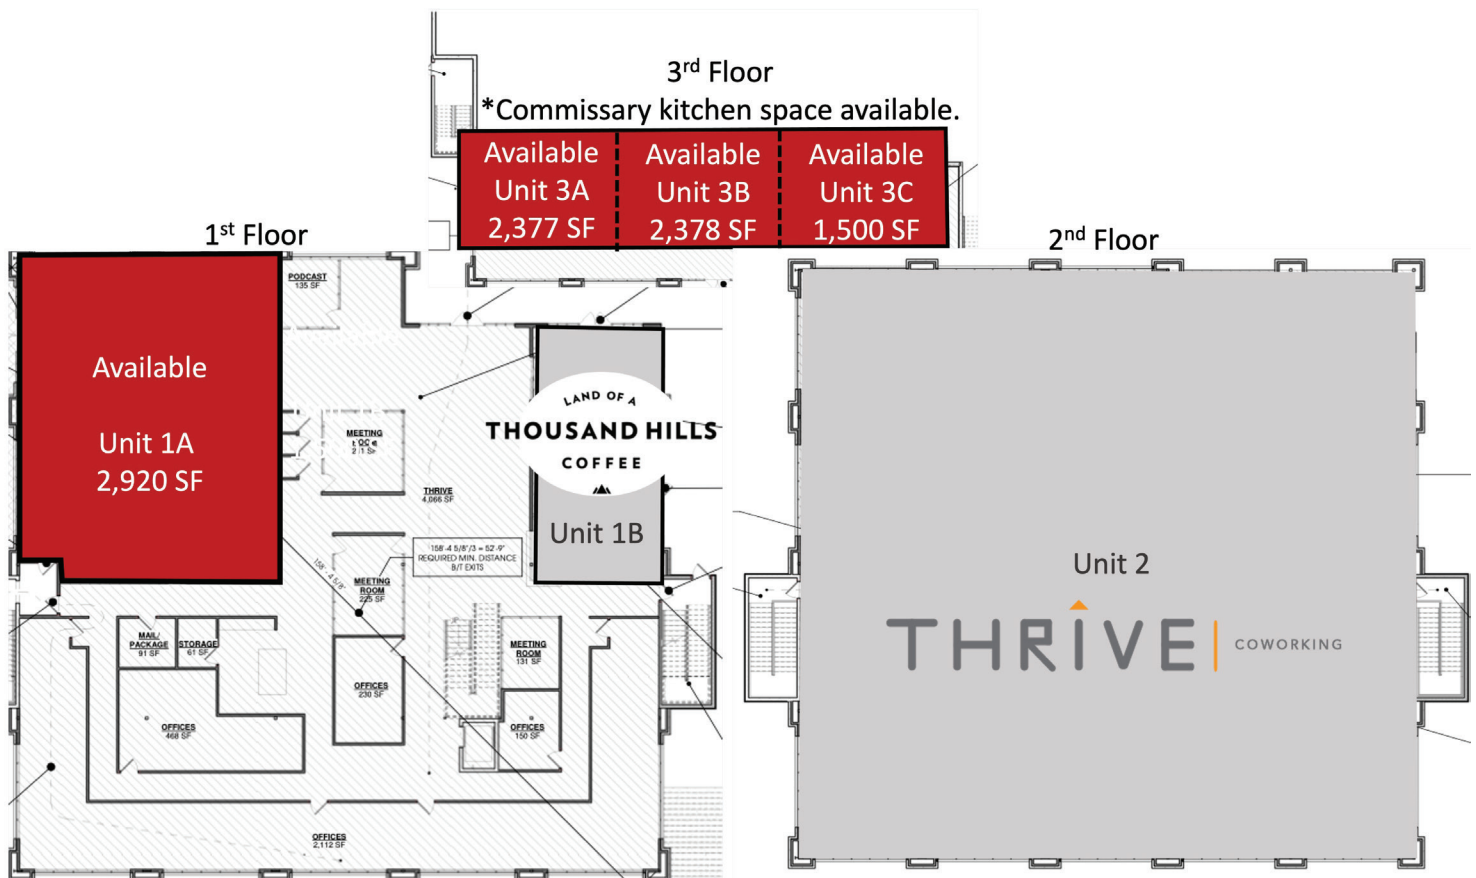 3rd Floor
*Commissary kitchen space available.
Available
Unit 3A
2,377 SF
Available
Unit 3B
2,378 SF
Available
Unit 3C
1,500 SF
1st Floor
Available
Unit 1A
2,920 SF
PODCAST
135 SF
MEETING
THRIVE
4,066 SF
LAND OF A
THOUSAND HILLS
COFFEE
Unit 1B
158'-4 5/8"/3 = 52'-9"
REQUIRED MIN. DISTANCE
B/T EXITS
158'-4 5/8"
MEETING
ROOM
225 SF
MAIL/
PACKAGE
91 SF
STORAGE
61 SF
OFFICES
230 SF
MEETING
ROOM
131 SF
OFFICES
468 SF
OFFICES
150 SF
OFFICES
2,112 SF
2nd Floor
Unit 2
THRIVE
COWORKING